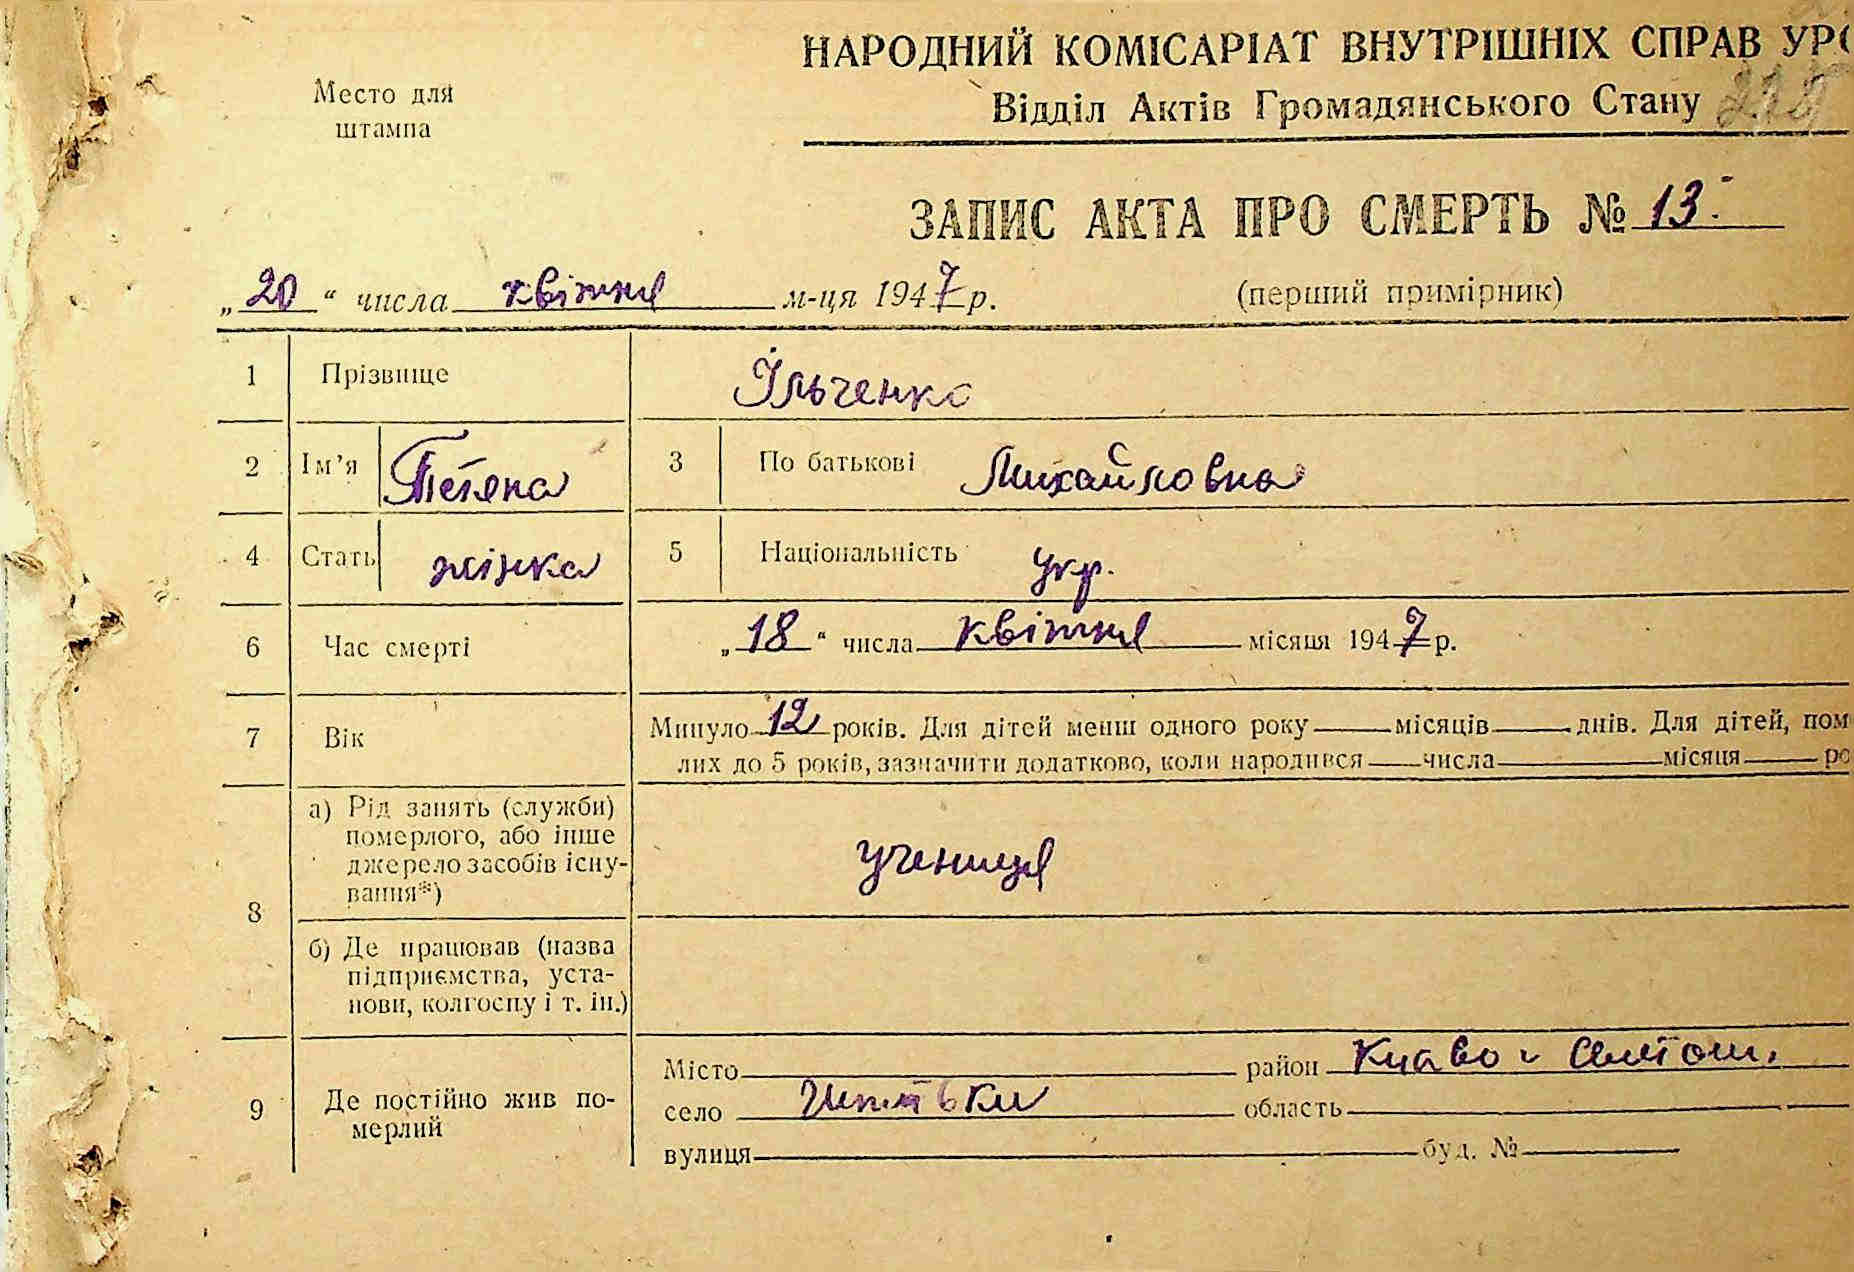 НАРОДНИЙ КОМІСАРІАТ ВНУТРІШНІХ СПРАВ УРС
Відділ Актів Громадянського Стану
Место для
штампа
ЗАПИС АКТА ПРО СМЕРТЬ № 13.
„20“ числа квітня м-ця 1947 р.
(перший примірник)
1 Прізвище Ільченко
2 Ім’я Тетяна 3 По батькові Михайловна
4 Стать жінка 5 Національність укр.
6 Час смерті „18“ числа квітня місяця 1947 р.
7 Вік Минуло 12 років. Для дітей менш одного року місяців днів. Для дітей, пом
лих до 5 років, зазначити додатково, коли народився числа місяця ро
8 а) Рід занять (служби)
померлого, або інше
джерело засобів існу-
вання*)
учениця
б) Де працював (назва
підприємства, уста-
нови, колгоспу і т. ін.)
9 Де постійно жив по-
мерлий
Місто район
село область
вулиця буд. №